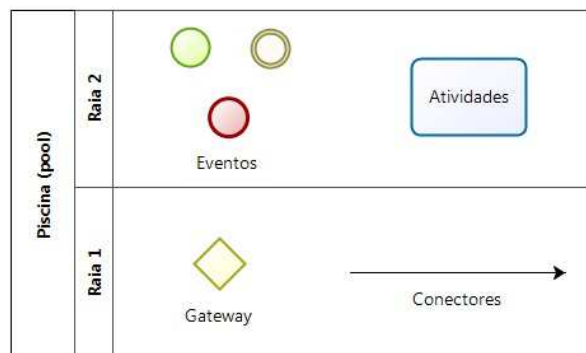 Piscina (pool)
Raia 2
Eventos
Atividades
Raia 1
Gateway
Conectores